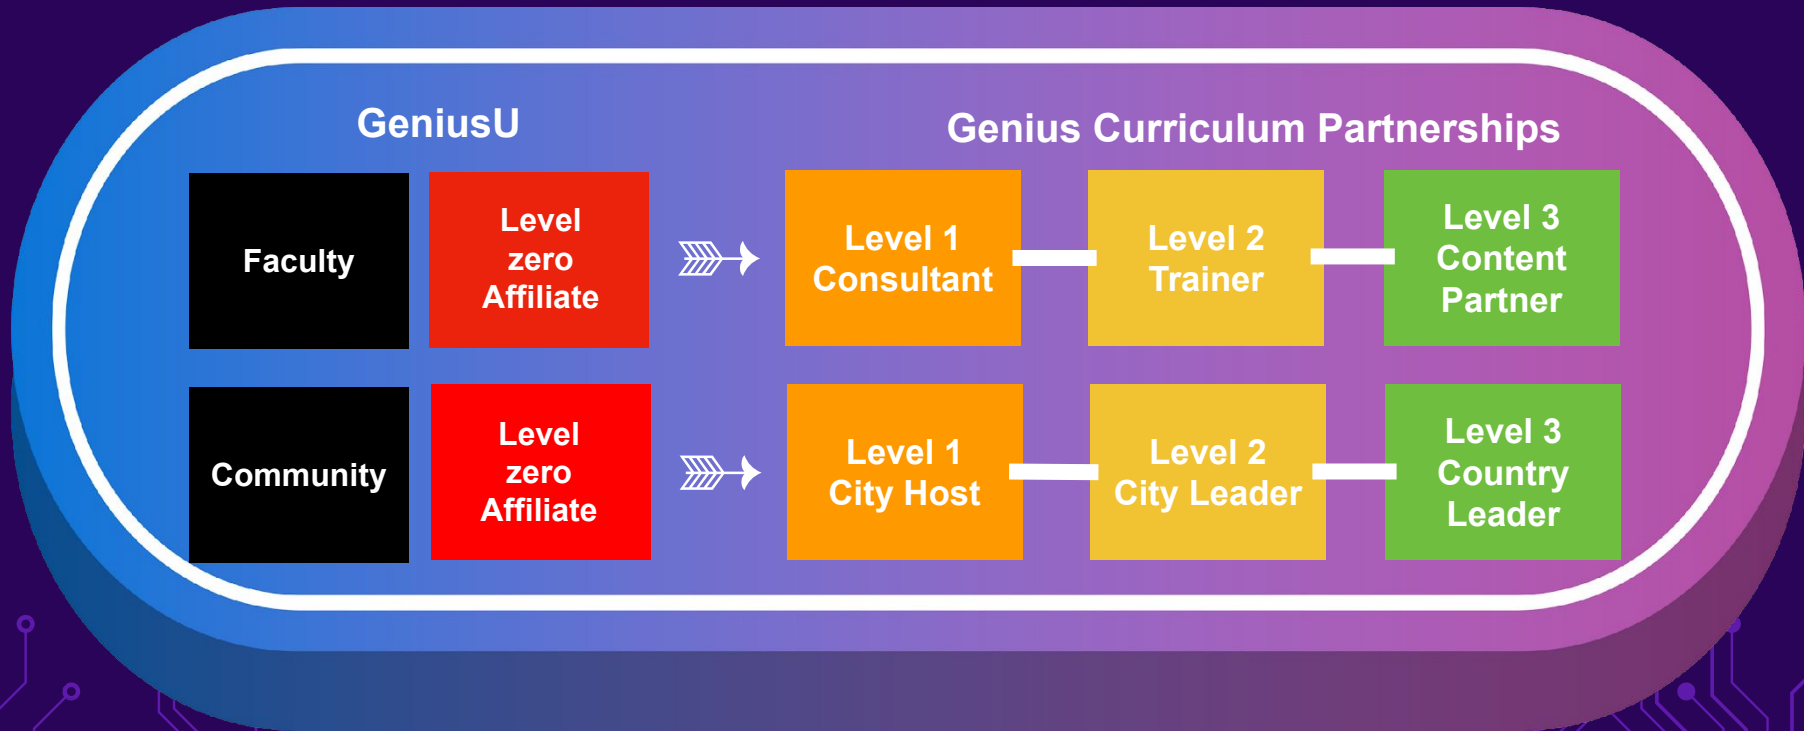 GeniusU
Genius Curriculum Partnerships
Faculty
Level
zero
Affiliate
Level 1
Consultant
Level 2
Trainer
Level 3
Content
Partner
Community
Level
zero
Affiliate
Level 1
City Host
Level 2
City Leader
Level 3
Country
Leader